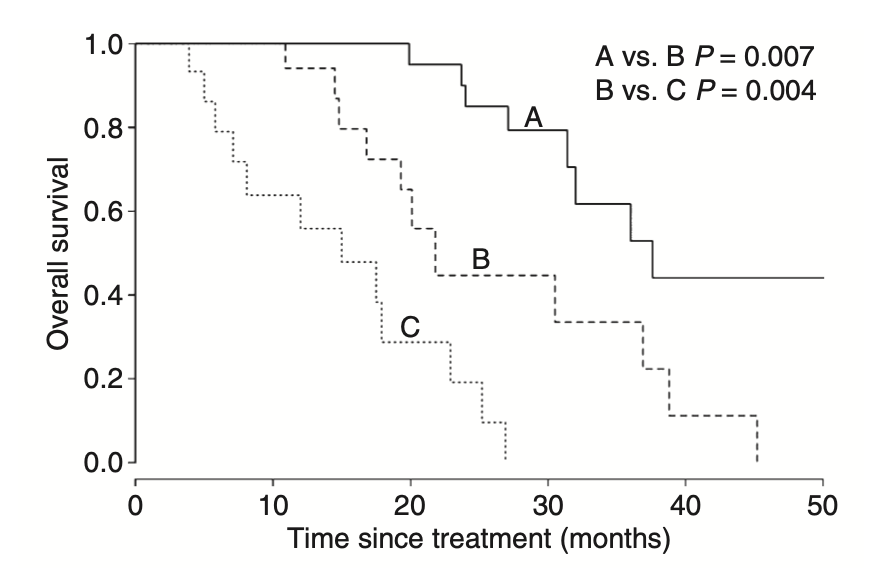 A vs. B P = 0.007
B vs. C P = 0.004
1.0
0.8
0.6
0.4
0.2
0.0
Overall survival
A
B
C
0 10 20 30 40 50
Time since treatment (months)